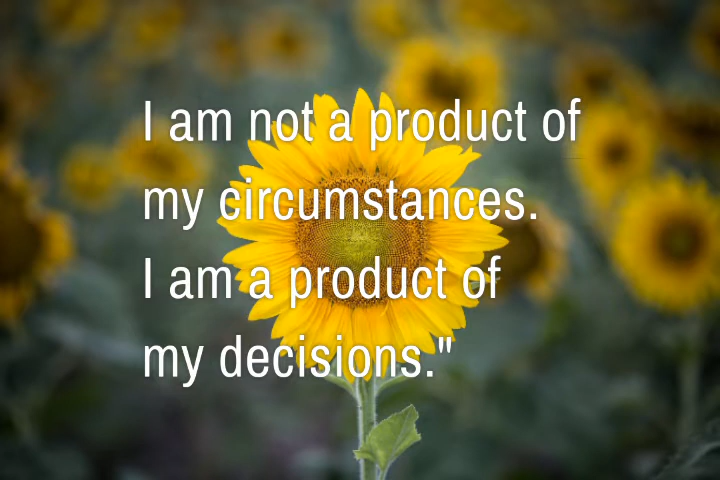 I am not a product of
my circumstances.
I am a product of
my decisions."